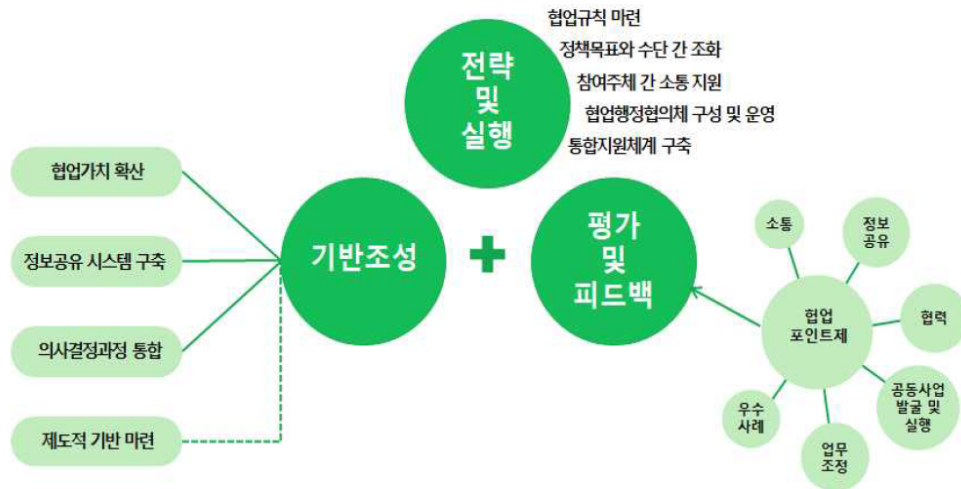 협업규칙 마련
정책목표와 수단 간 조화
참여주체 간 소통 지원
협업행정협의체 구성 및 운영
통합지원체계 구축
전략
및
실행
협업가치 확산
정보공유 시스템 구축
의사결정과정 통합
제도적 기반 마련
기반조성
평가
및
피드백
소통
정보
공유
협업
포인트제
협력
공동사업
발굴 및
실행
업무
조정
우수
사례